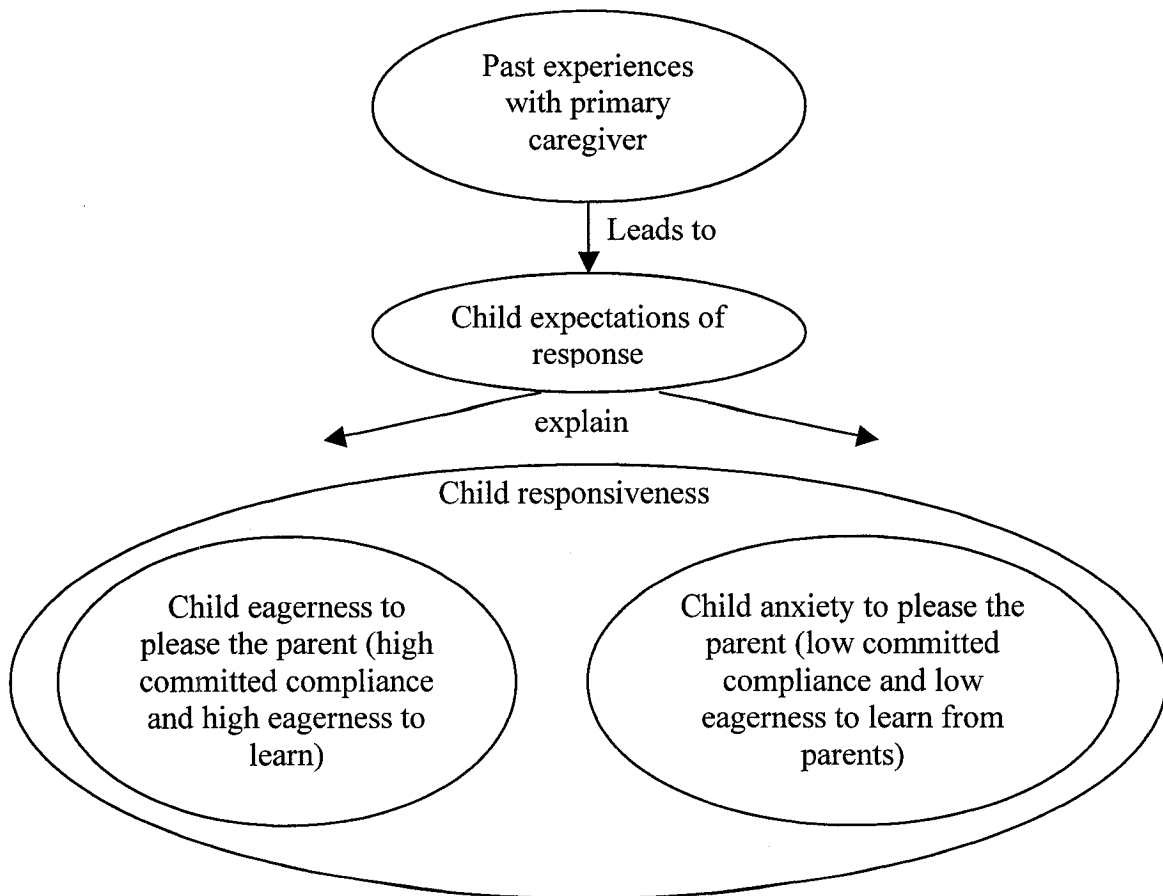 Past experiences
with primary
caregiver
Leads to
Child expectations of
response
explain
Child responsiveness
Child eagerness to
please the parent (high
committed compliance
and high eagerness to
learn)
Child anxiety to please the
parent (low committed
compliance and low
eagerness to learn from
parents)